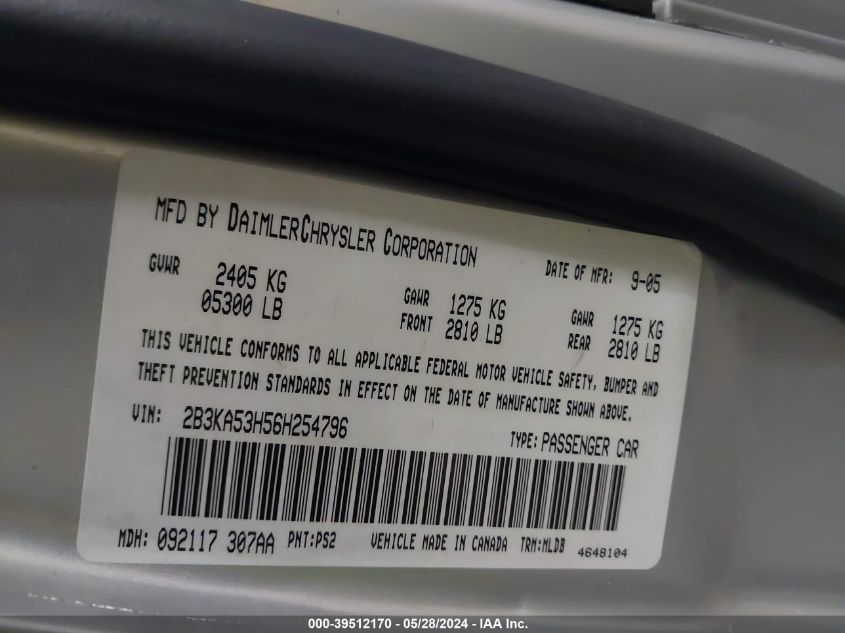 MFD BY DAIMLERCHRYSLER CORPORATION DATE OF MFR: 9-05
GVWR 2405 KG GAWR 1275 KG GAWR 1275 KG
05300 LB FRONT 2810 LB REAR 2810 LB
THIS VEHICLE CONFORMS TO ALL APPLICABLE FEDERAL MOTOR VEHICLE SAFETY, BUMPER AND
THEFT PREVENTION STANDARDS IN EFFECT ON THE DATE OF MANUFACTURE SHOWN ABOVE.
VIN: 2B3KA53H56H254796 TYPE: PASSENGER CAR
MDH: 092117 307AA PNT:PS2 VEHICLE MADE IN CANADA TRM:MLDB 4648104
000-39512170 — 05/28/2024 — IAA Inc.